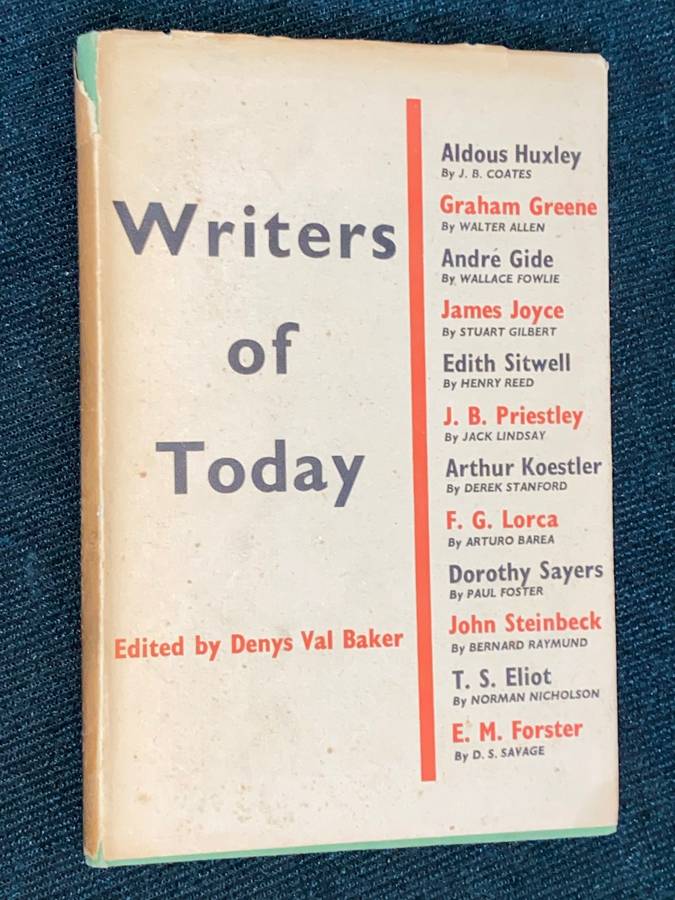 Writers
of
Today
Edited by Denys Val Baker
Aldous Huxley
By J. B. COATES
Graham Greene
By WALTER ALLEN
André Gide
By WALLACE FOWLIE
James Joyce
By STUART GILBERT
Edith Sitwell
By HENRY REED
J. B. Priestley
By JACK LINDSAY
Arthur Koestler
By DEREK STANFORD
F. G. Lorca
By ARTURO BAREA
Dorothy Sayers
By PAUL FOSTER
John Steinbeck
By BERNARD RAYMUND
T. S. Eliot
By NORMAN NICHOLSON
E. M. Forster
By D. S. SAVAGE